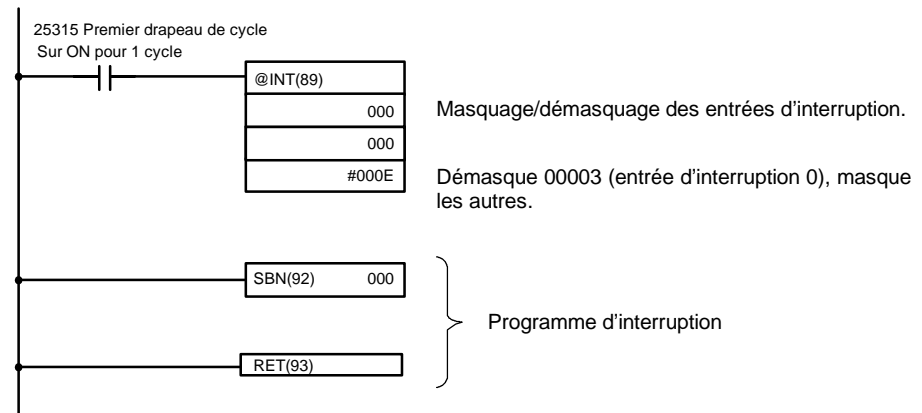 25315 Premier drapeau de cycle
Sur ON pour 1 cycle
@INT(89)
000
Masquage/démasquage des entrées d’interruption.
000
#000E
Démasque 00003 (entrée d’interruption 0), masque
les autres.
SBN(92) 000
Programme d’interruption
RET(93)